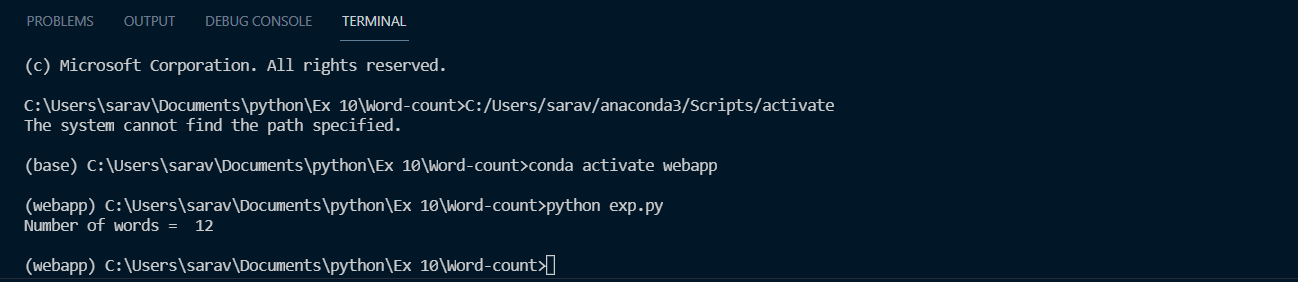 PROBLEMS OUTPUT DEBUG CONSOLE TERMINAL
(c) Microsoft Corporation. All rights reserved.
C:\Users\sarav\Documents\python\Ex 10\Word-count>C:/Users/sarav/anaconda3/Scripts/activate
The system cannot find the path specified.
(base) C:\Users\sarav\Documents\python\Ex 10\Word-count>conda activate webapp
(webapp) C:\Users\sarav\Documents\python\Ex 10\Word-count>python exp.py
Number of words =  12
(webapp) C:\Users\sarav\Documents\python\Ex 10\Word-count>